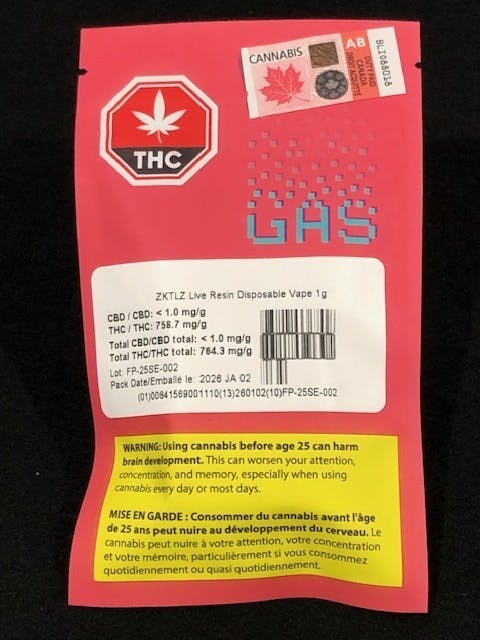 CANNABIS
AB
DUTY PAID
CANADA
DROIT ACQUITTÉ
BLI068016
THC
GAS
ZKTLZ Live Resin Disposable Vape 1g
CBD / CBD: < 1.0 mg/g
THC / THC: 758.7 mg/g
Total CBD/CBD total: < 1.0 mg/g
Total THC/THC total: 764.3 mg/g
Lot: FP-25SE-002
Pack Date/Emballé le: 2026 JA 02
(01)00841569001110(13)260102(10)FP-25SE-002
WARNING: Using cannabis before age 25 can harm
brain development. This can worsen your attention,
concentration, and memory, especially when using
cannabis every day or most days.
MISE EN GARDE : Consommer du cannabis avant l'âge
de 25 ans peut nuire au développement du cerveau. Le
cannabis peut nuire à votre attention, votre concentration
et votre mémoire, particulièrement si vous consommez
quotidiennement ou quasi quotidiennement.